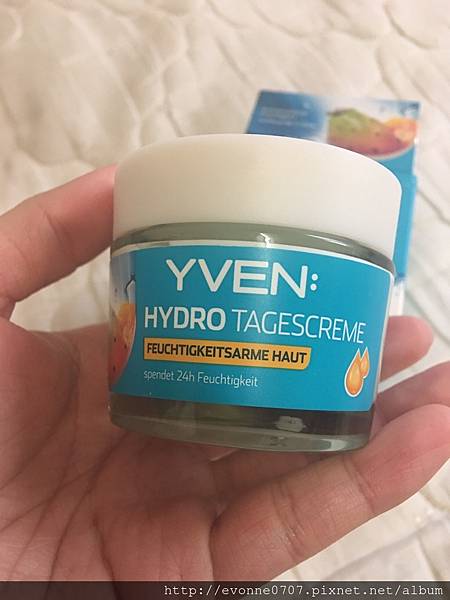 YVEN:
HYDRO TAGESCREME
FEUCHTIGKEITSARME HAUT
spendet 24h Feuchtigkeit
http://evonne0707.pixnet.net/album